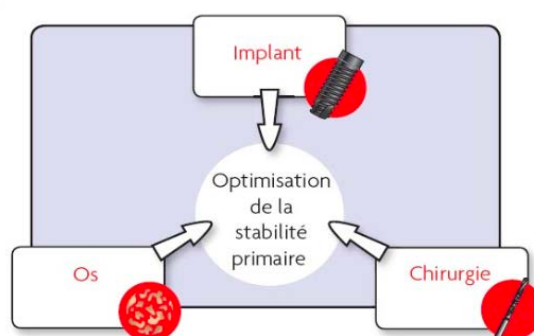 Implant
Optimisation
de la
stabilité
primaire
Os
Chirurgie